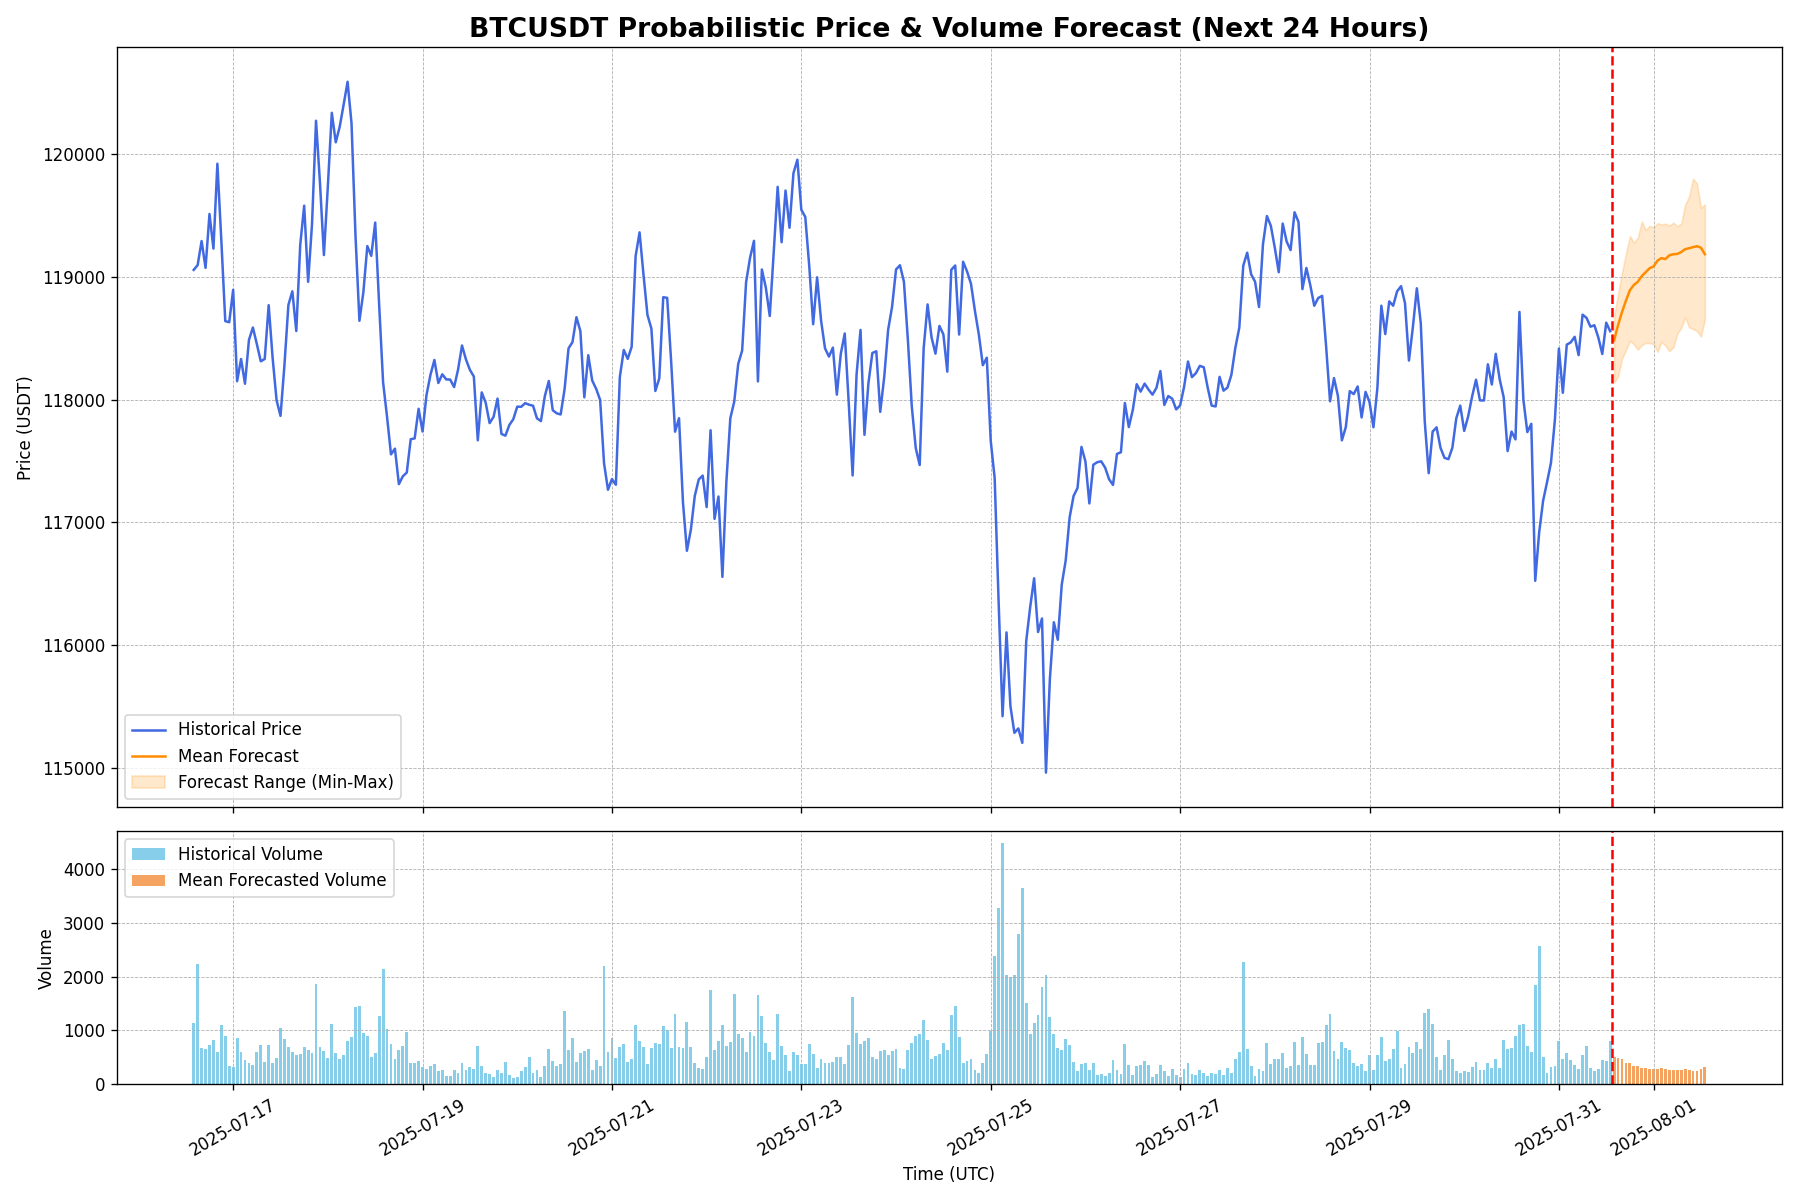 BTCUSDT Probabilistic Price & Volume Forecast (Next 24 Hours)
Price (USDT)
120000
119000
118000
117000
116000
115000
Historical Price
Mean Forecast
Forecast Range (Min-Max)
Volume
4000
3000
2000
1000
0
Historical Volume
Mean Forecasted Volume
2025-07-17
2025-07-19
2025-07-21
2025-07-23
2025-07-25
2025-07-27
2025-07-29
2025-07-31
2025-08-01
Time (UTC)